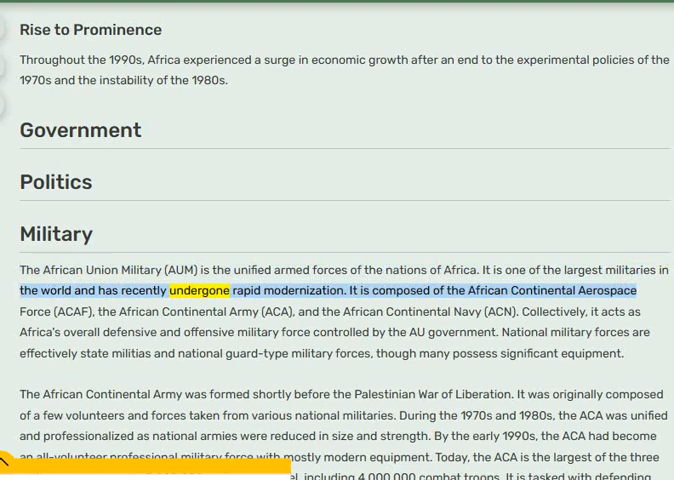 Rise to Prominence
Throughout the 1990s, Africa experienced a surge in economic growth after an end to the experimental policies of the
1970s and the instability of the 1980s.
Government
Politics
Military
The African Union Military (AUM) is the unified armed forces of the nations of Africa. It is one of the largest militaries in
the world and has recently undergone rapid modernization. It is composed of the African Continental Aerospace
Force (ACAF), the African Continental Army (ACA), and the African Continental Navy (ACN). Collectively, it acts as
Africa's overall defensive and offensive military force controlled by the AU government. National military forces are
effectively state militias and national guard-type military forces, though many possess significant equipment.
The African Continental Army was formed shortly before the Palestinian War of Liberation. It was originally composed
of a few volunteers and forces taken from various national militaries. During the 1970s and 1980s, the ACA was unified
and professionalized as national armies were reduced in size and strength. By the early 1990s, the ACA had become
an all-volunteer professional military force with mostly modern equipment. Today, the ACA is the largest of the three
including 4,000,000 combat troops. It is tasked with defending